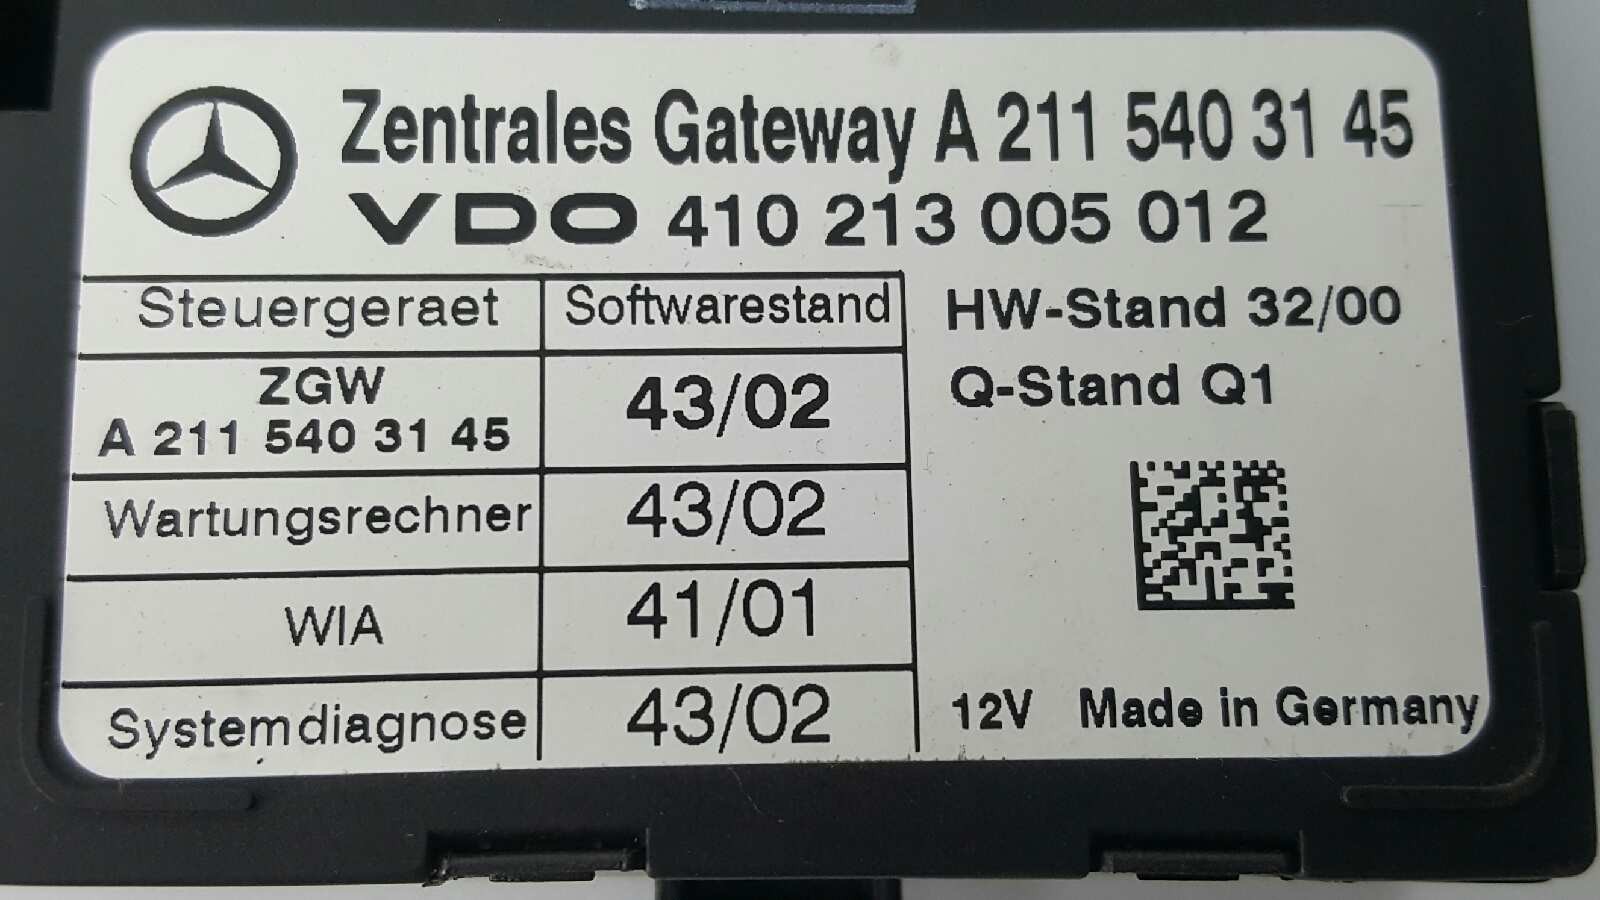 Zentrales Gateway A 211 540 31 45
VDO 410 213 005 012
Steuergeraet Softwarestand
HW-Stand 32/00
Q-Stand Q1
ZGW
A 211 540 31 45
43/02
Wartungsrechner 43/02
WIA 41/01
Systemdiagnose 43/02
12V Made in Germany